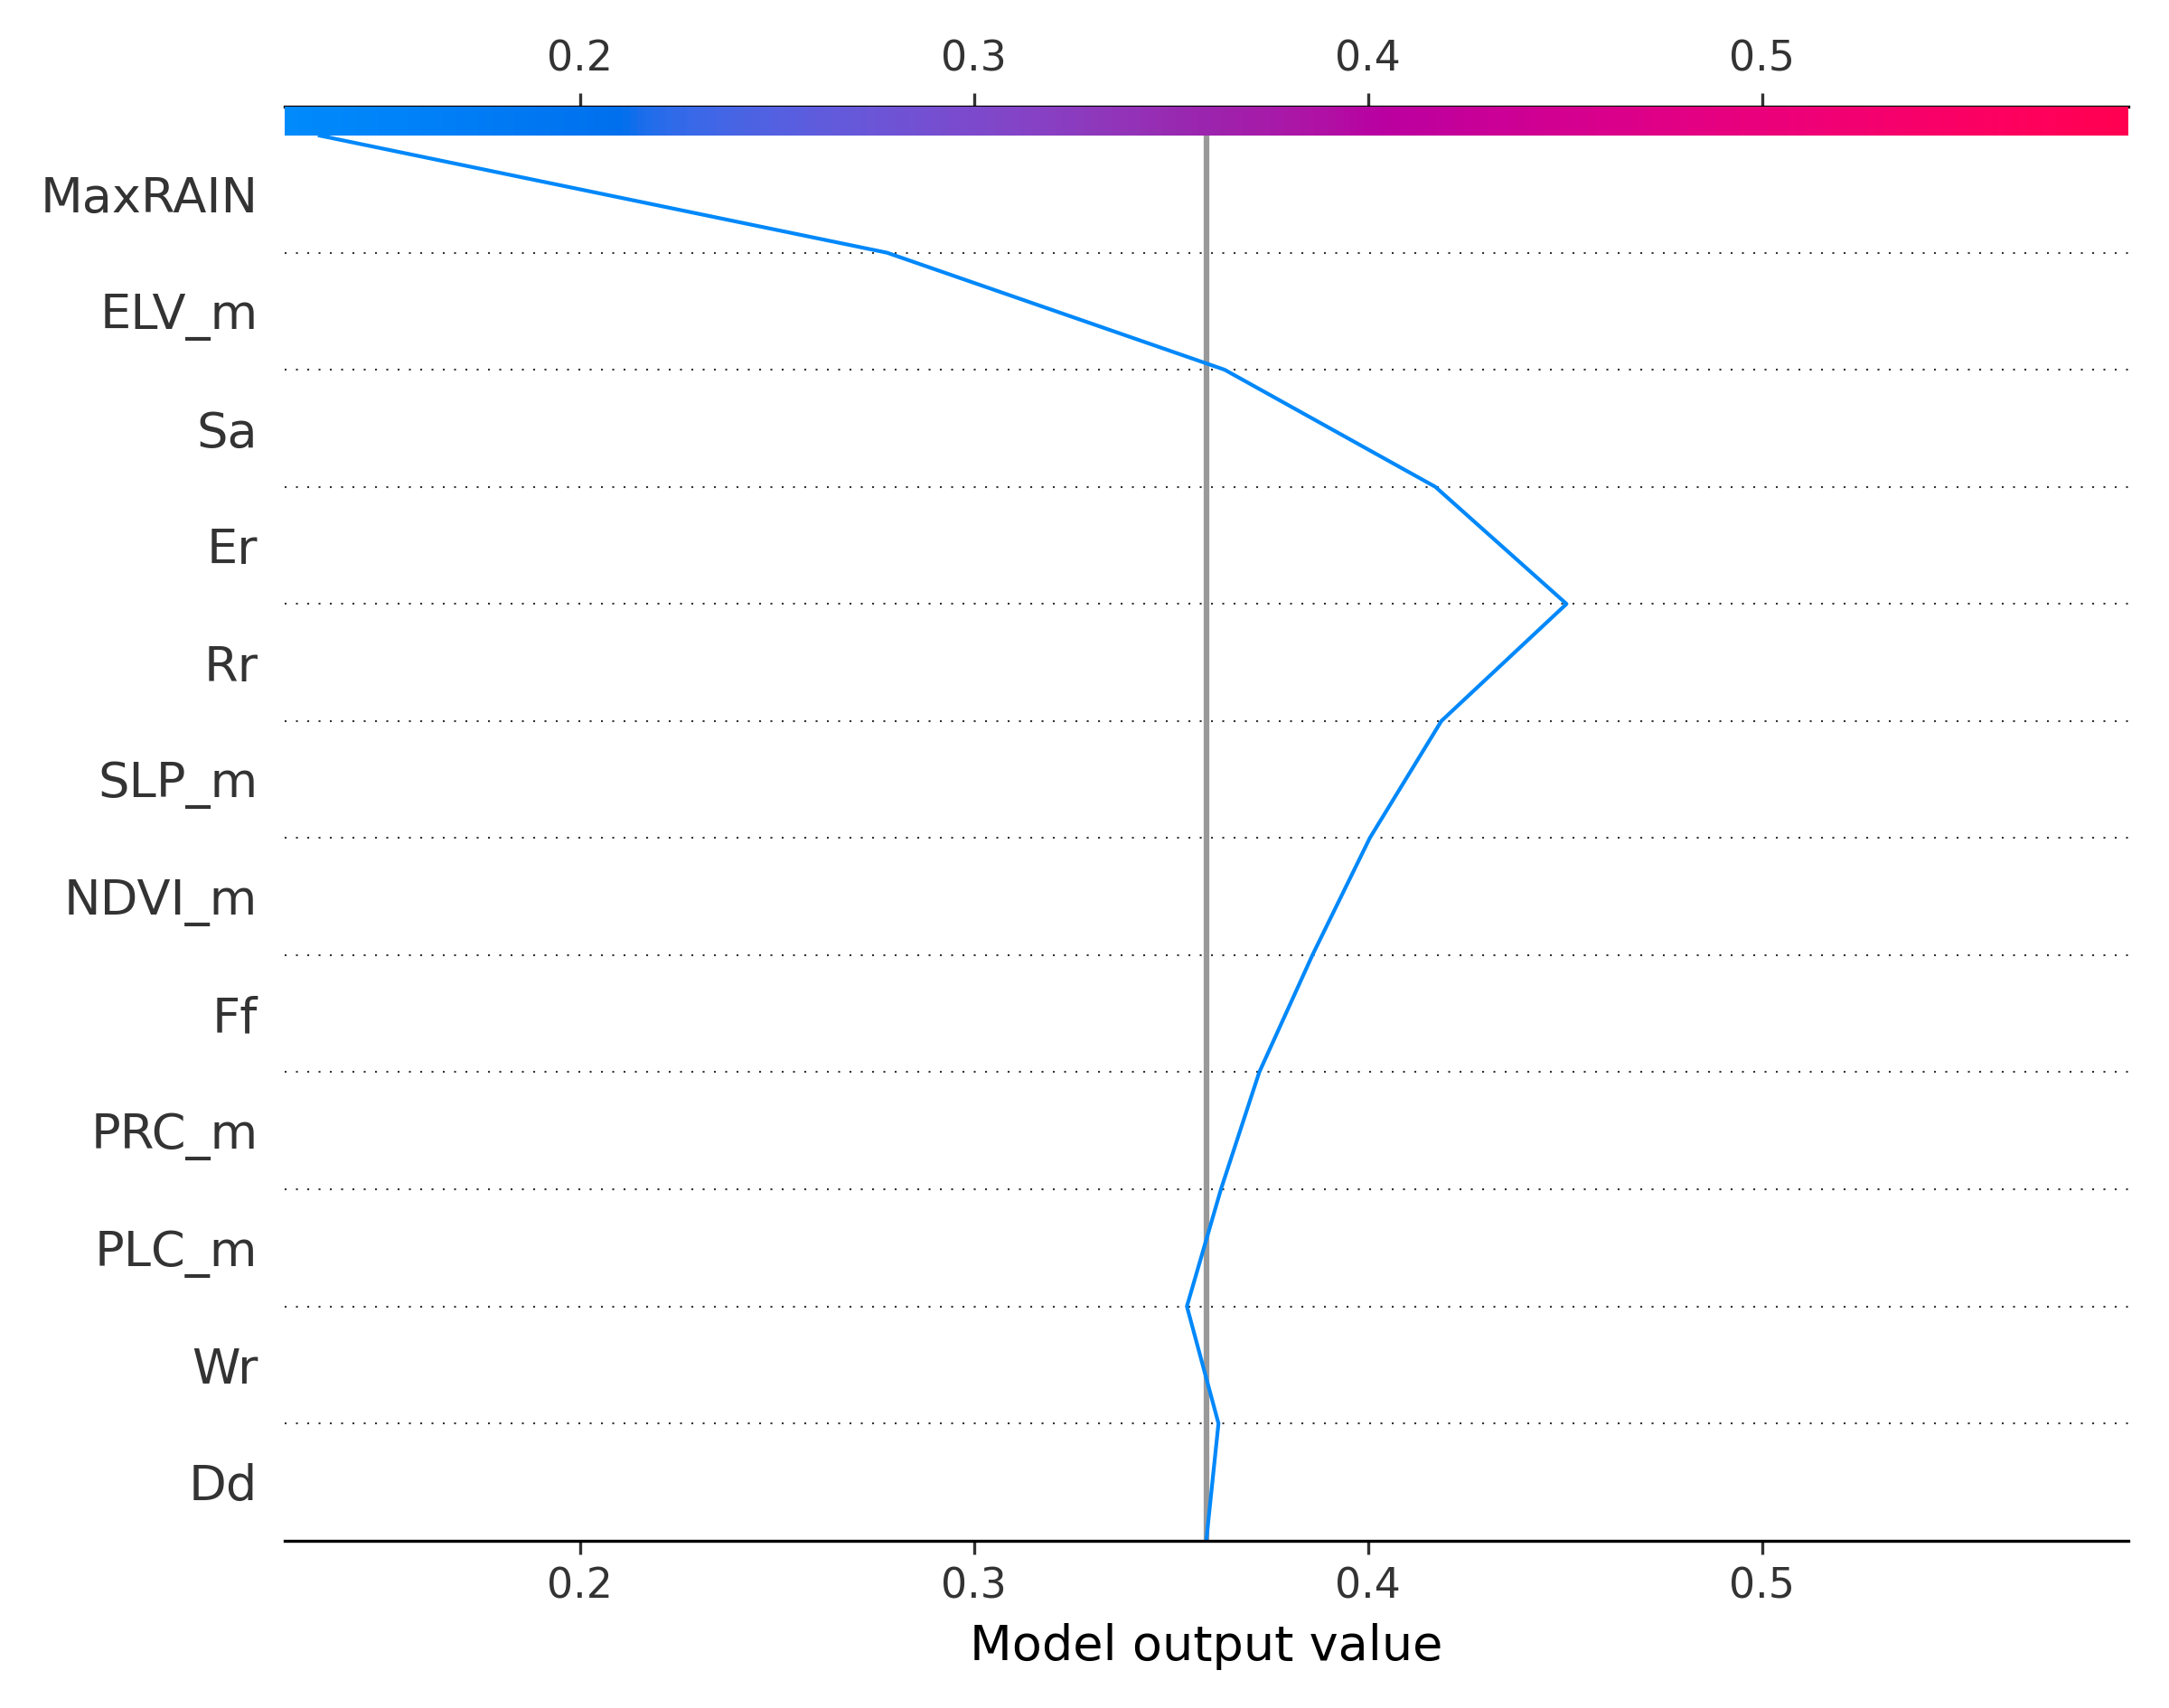 0.2 0.3 0.4 0.5
MaxRAIN
ELV_m
Sa
Er
Rr
SLP_m
NDVI_m
Ff
PRC_m
PLC_m
Wr
Dd
0.2 0.3 0.4 0.5
Model output value